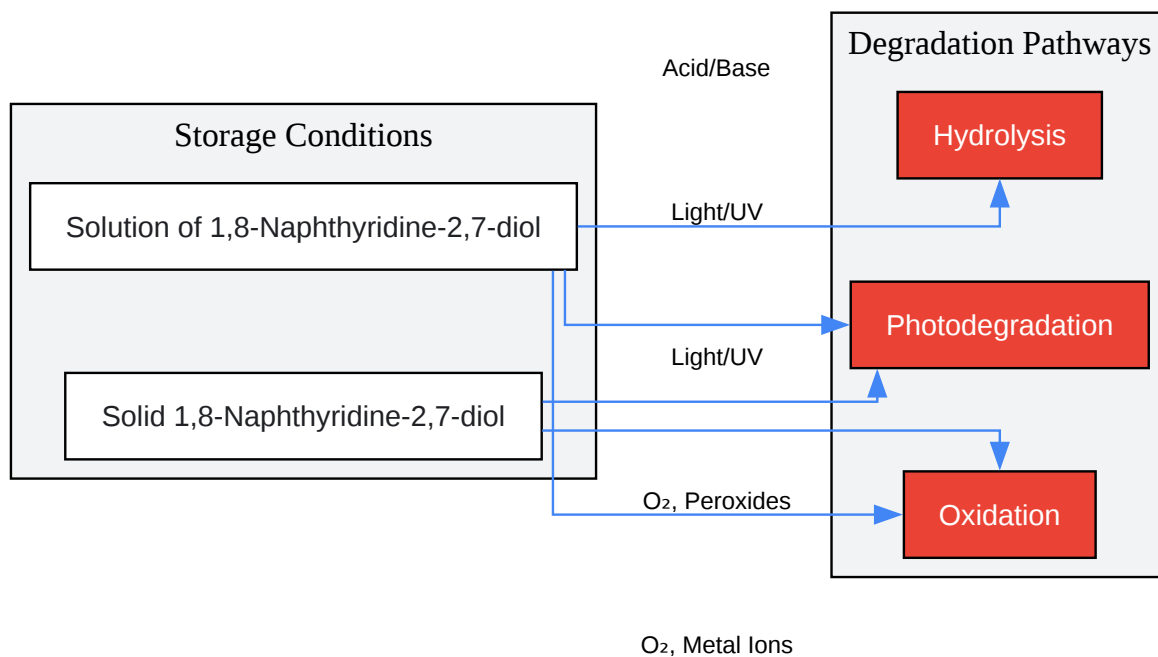 Degradation Pathways
Acid/Base
Storage Conditions
Hydrolysis
Solution of 1,8-Naphthyridine-2,7-diol
Light/UV
Photodegradation
Light/UV
Solid 1,8-Naphthyridine-2,7-diol
O₂, Peroxides
Oxidation
O₂, Metal Ions